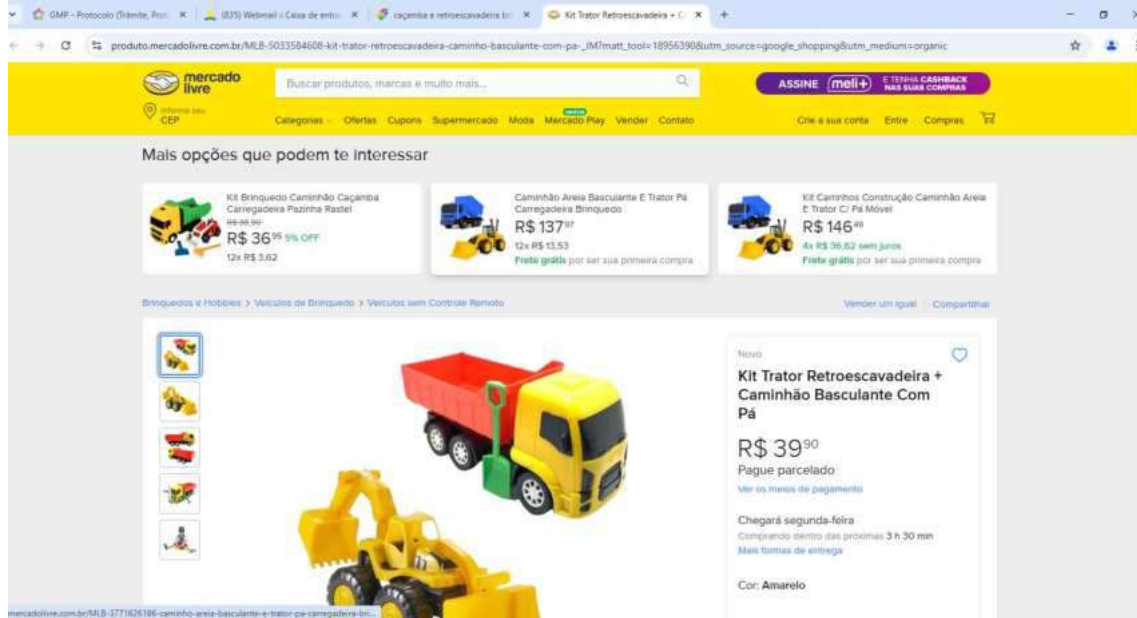 GMP - Protocolo (Trâmite, Prot
(835) Webmail :: Caixa de entra
caçamba e retroescavadeira bri
Kit Trator Retroescavadeira + C
produto.mercadolivre.com.br/MLB-5033584608-kit-trator-retroescavadeira-caminho-basculante-com-pa-_JM?matt_tool=18956390&utm_source=google_shopping&utm_medium=organic
mercado
livre
Buscar produtos, marcas e muito mais...
ASSINE meli+ E TENHA CASHBACK
NAS SUAS COMPRAS
Informe seu
CEP
Categorias Ofertas Cupons Supermercado Moda Mercado Play Vender Contato
Crie a sua conta Entre Compras
Mais opções que podem te interessar
Kit Brinquedo Caminhão Caçamba
Carregadeira Pazinha Rastel
R$ 38,90
R$ 36 95 5% OFF
12x R$ 3,62
Caminhão Areia Basculante E Trator Pá
Carregadeira Brinquedo
R$ 137 97
12x R$ 13,53
Frete grátis por ser sua primeira compra
Kit Carrinhos Construção Caminhão Areia
E Trator C/ Pá Móvel
R$ 146 49
4x R$ 36,62 sem juros
Frete grátis por ser sua primeira compra
Brinquedos e Hobbies > Veículos de Brinquedo > Veículos sem Controle Remoto
Vender um igual | Compartilhar
Novo
Kit Trator Retroescavadeira +
Caminhão Basculante Com
Pá
R$ 39 90
Pague parcelado
Ver os meios de pagamento
Chegará segunda-feira
Comprando dentro das próximas 3 h 30 min
Mais formas de entrega
Cor: Amarelo
mercadolivre.com.br/MLB-3771626186-caminho-areia-basculante-e-trator-pa-carregadeira-bri...